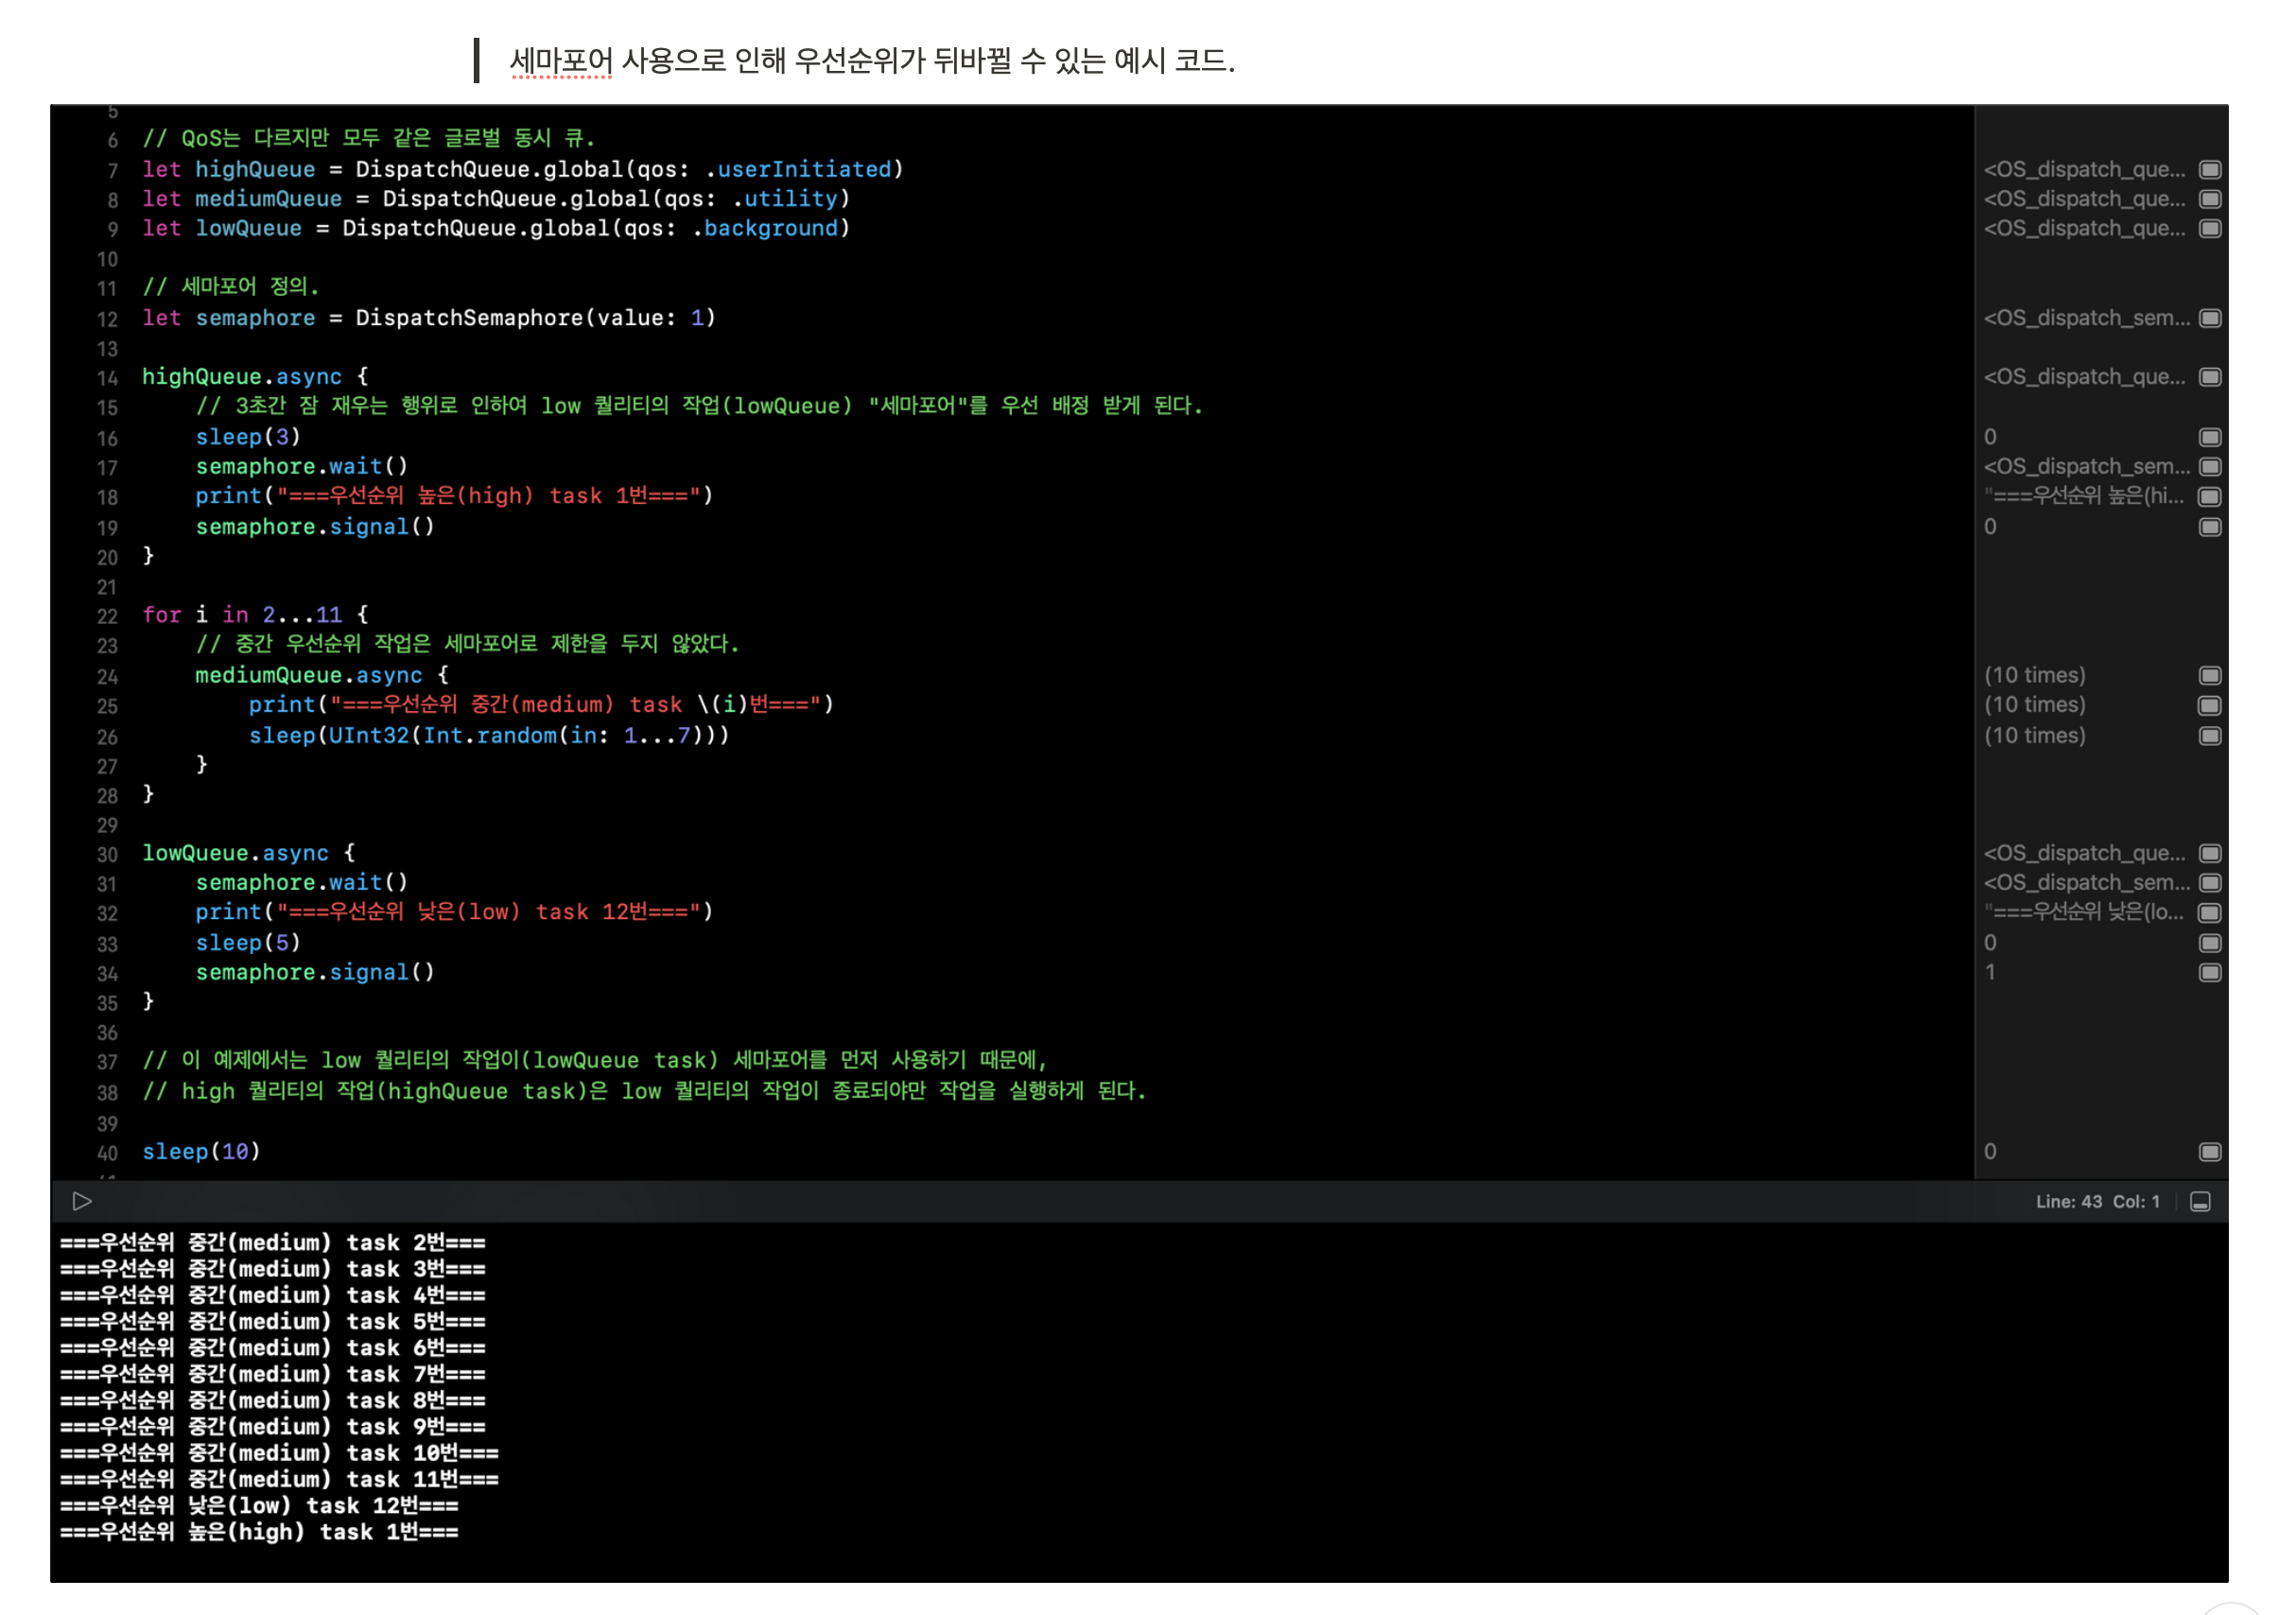 세마포어 사용으로 인해 우선순위가 뒤바뀔 수 있는 예시 코드.
5
6 // QoS는 다르지만 모두 같은 글로벌 동시 큐.
7 let highQueue = DispatchQueue.global(qos: .userInitiated) <OS_dispatch_que...
8 let mediumQueue = DispatchQueue.global(qos: .utility) <OS_dispatch_que...
9 let lowQueue = DispatchQueue.global(qos: .background) <OS_dispatch_que...
10
11 // 세마포어 정의.
12 let semaphore = DispatchSemaphore(value: 1) <OS_dispatch_sem...
13
14 highQueue.async { <OS_dispatch_que...
15 // 3초간 잠 재우는 행위로 인하여 low 퀄리티의 작업(lowQueue) "세마포어"를 우선 배정 받게 된다.
16 sleep(3) 0
17 semaphore.wait() <OS_dispatch_sem...
18 print("===우선순위 높은(high) task 1번===") "===우선순위 높은(hi...
19 semaphore.signal() 0
20 }
21
22 for i in 2...11 {
23 // 중간 우선순위 작업은 세마포어로 제한을 두지 않았다.
24 mediumQueue.async { (10 times)
25 print("===우선순위 중간(medium) task \(i)번===") (10 times)
26 sleep(UInt32(Int.random(in: 1...7))) (10 times)
27 }
28 }
29
30 lowQueue.async { <OS_dispatch_que...
31 semaphore.wait() <OS_dispatch_sem...
32 print("===우선순위 낮은(low) task 12번===") "===우선순위 낮은(lo...
33 sleep(5) 0
34 semaphore.signal() 1
35 }
36
37 // 이 예제에서는 low 퀄리티의 작업이(lowQueue task) 세마포어를 먼저 사용하기 때문에,
38 // high 퀄리티의 작업(highQueue task)은 low 퀄리티의 작업이 종료되야만 작업을 실행하게 된다.
39
40 sleep(10) 0
Line: 43 Col: 1
===우선순위 중간(medium) task 2번===
===우선순위 중간(medium) task 3번===
===우선순위 중간(medium) task 4번===
===우선순위 중간(medium) task 5번===
===우선순위 중간(medium) task 6번===
===우선순위 중간(medium) task 7번===
===우선순위 중간(medium) task 8번===
===우선순위 중간(medium) task 9번===
===우선순위 중간(medium) task 10번===
===우선순위 중간(medium) task 11번===
===우선순위 낮은(low) task 12번===
===우선순위 높은(high) task 1번===